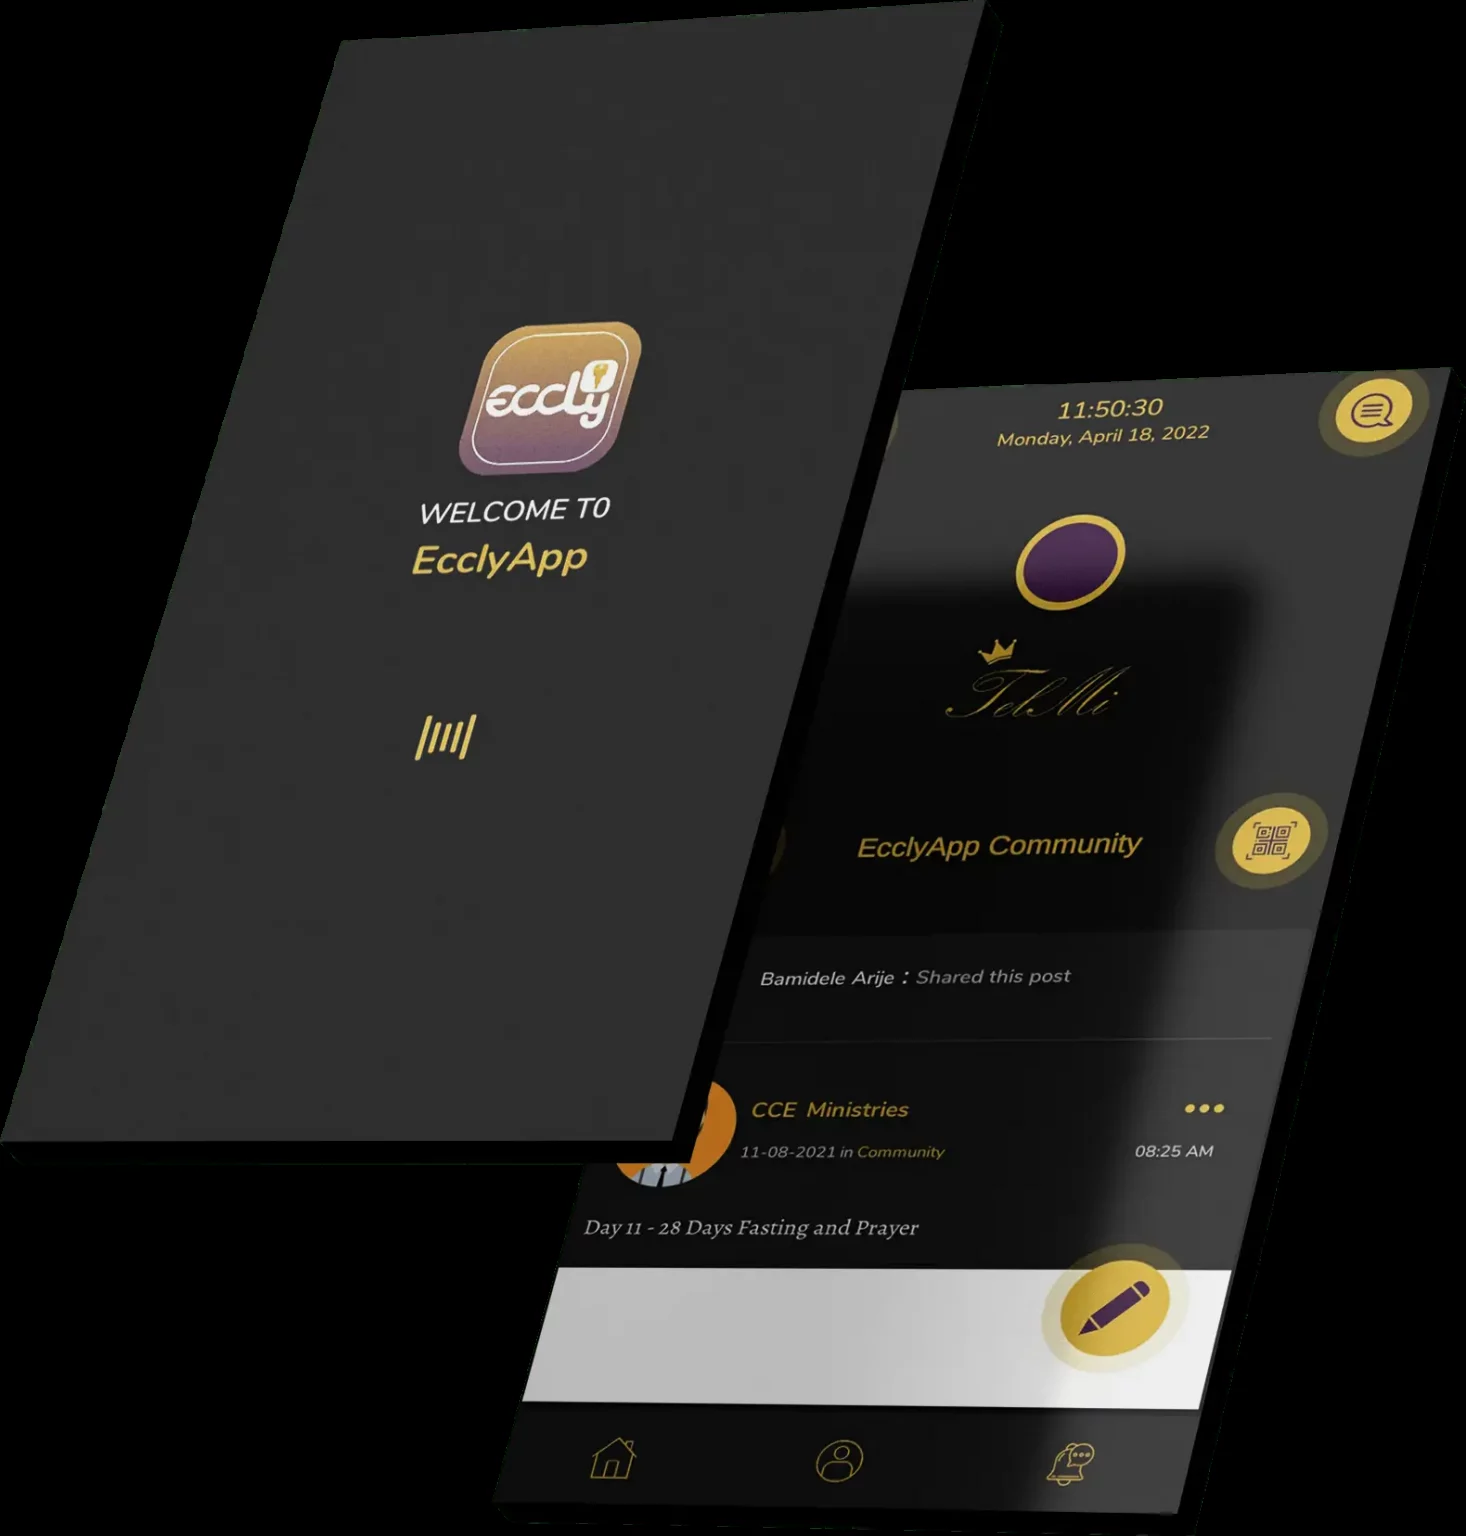 Eccly
WELCOME T0
EcclyApp
11:50:30
Monday, April 18, 2022
TelMi
EcclyApp Community
Bamidele Arije : Shared this post
CCE Ministries
11-08-2021 in Community
08:25 AM
Day 11 - 28 Days Fasting and Prayer